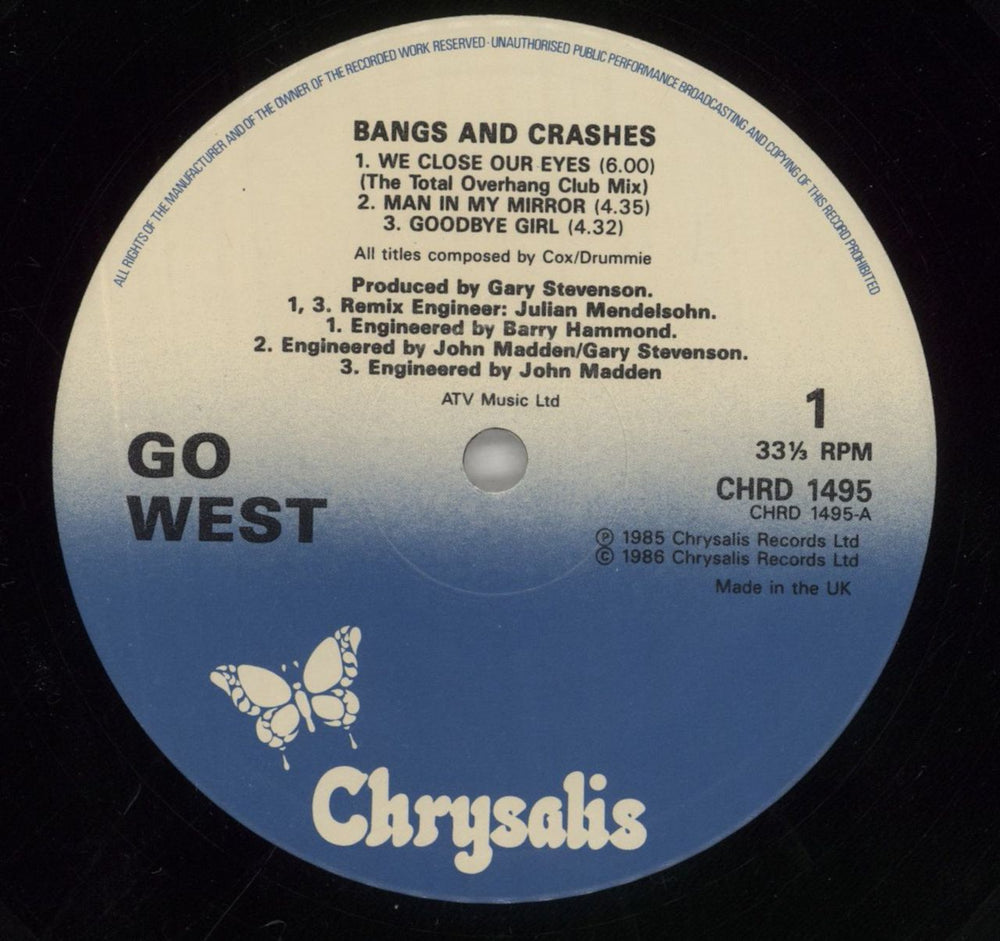 ALL RIGHTS OF THE MANUFACTURER AND OF THE OWNER OF THE RECORDED WORK RESERVED · UNAUTHORISED PUBLIC PERFORMANCE BROADCASTING AND COPYING OF THIS RECORD PROHIBITED
BANGS AND CRASHES
1. WE CLOSE OUR EYES (6.00)
(The Total Overhang Club Mix)
2. MAN IN MY MIRROR (4.35)
3. GOODBYE GIRL (4.32)
All titles composed by Cox/Drummie
Produced by Gary Stevenson.
1, 3. Remix Engineer: Julian Mendelsohn.
1. Engineered by Barry Hammond.
2. Engineered by John Madden/Gary Stevenson.
3. Engineered by John Madden
ATV Music Ltd
GO
WEST
1
33⅓ RPM
CHRD 1495
CHRD 1495-A
℗ 1985 Chrysalis Records Ltd
© 1986 Chrysalis Records Ltd
Made in the UK
Chrysalis